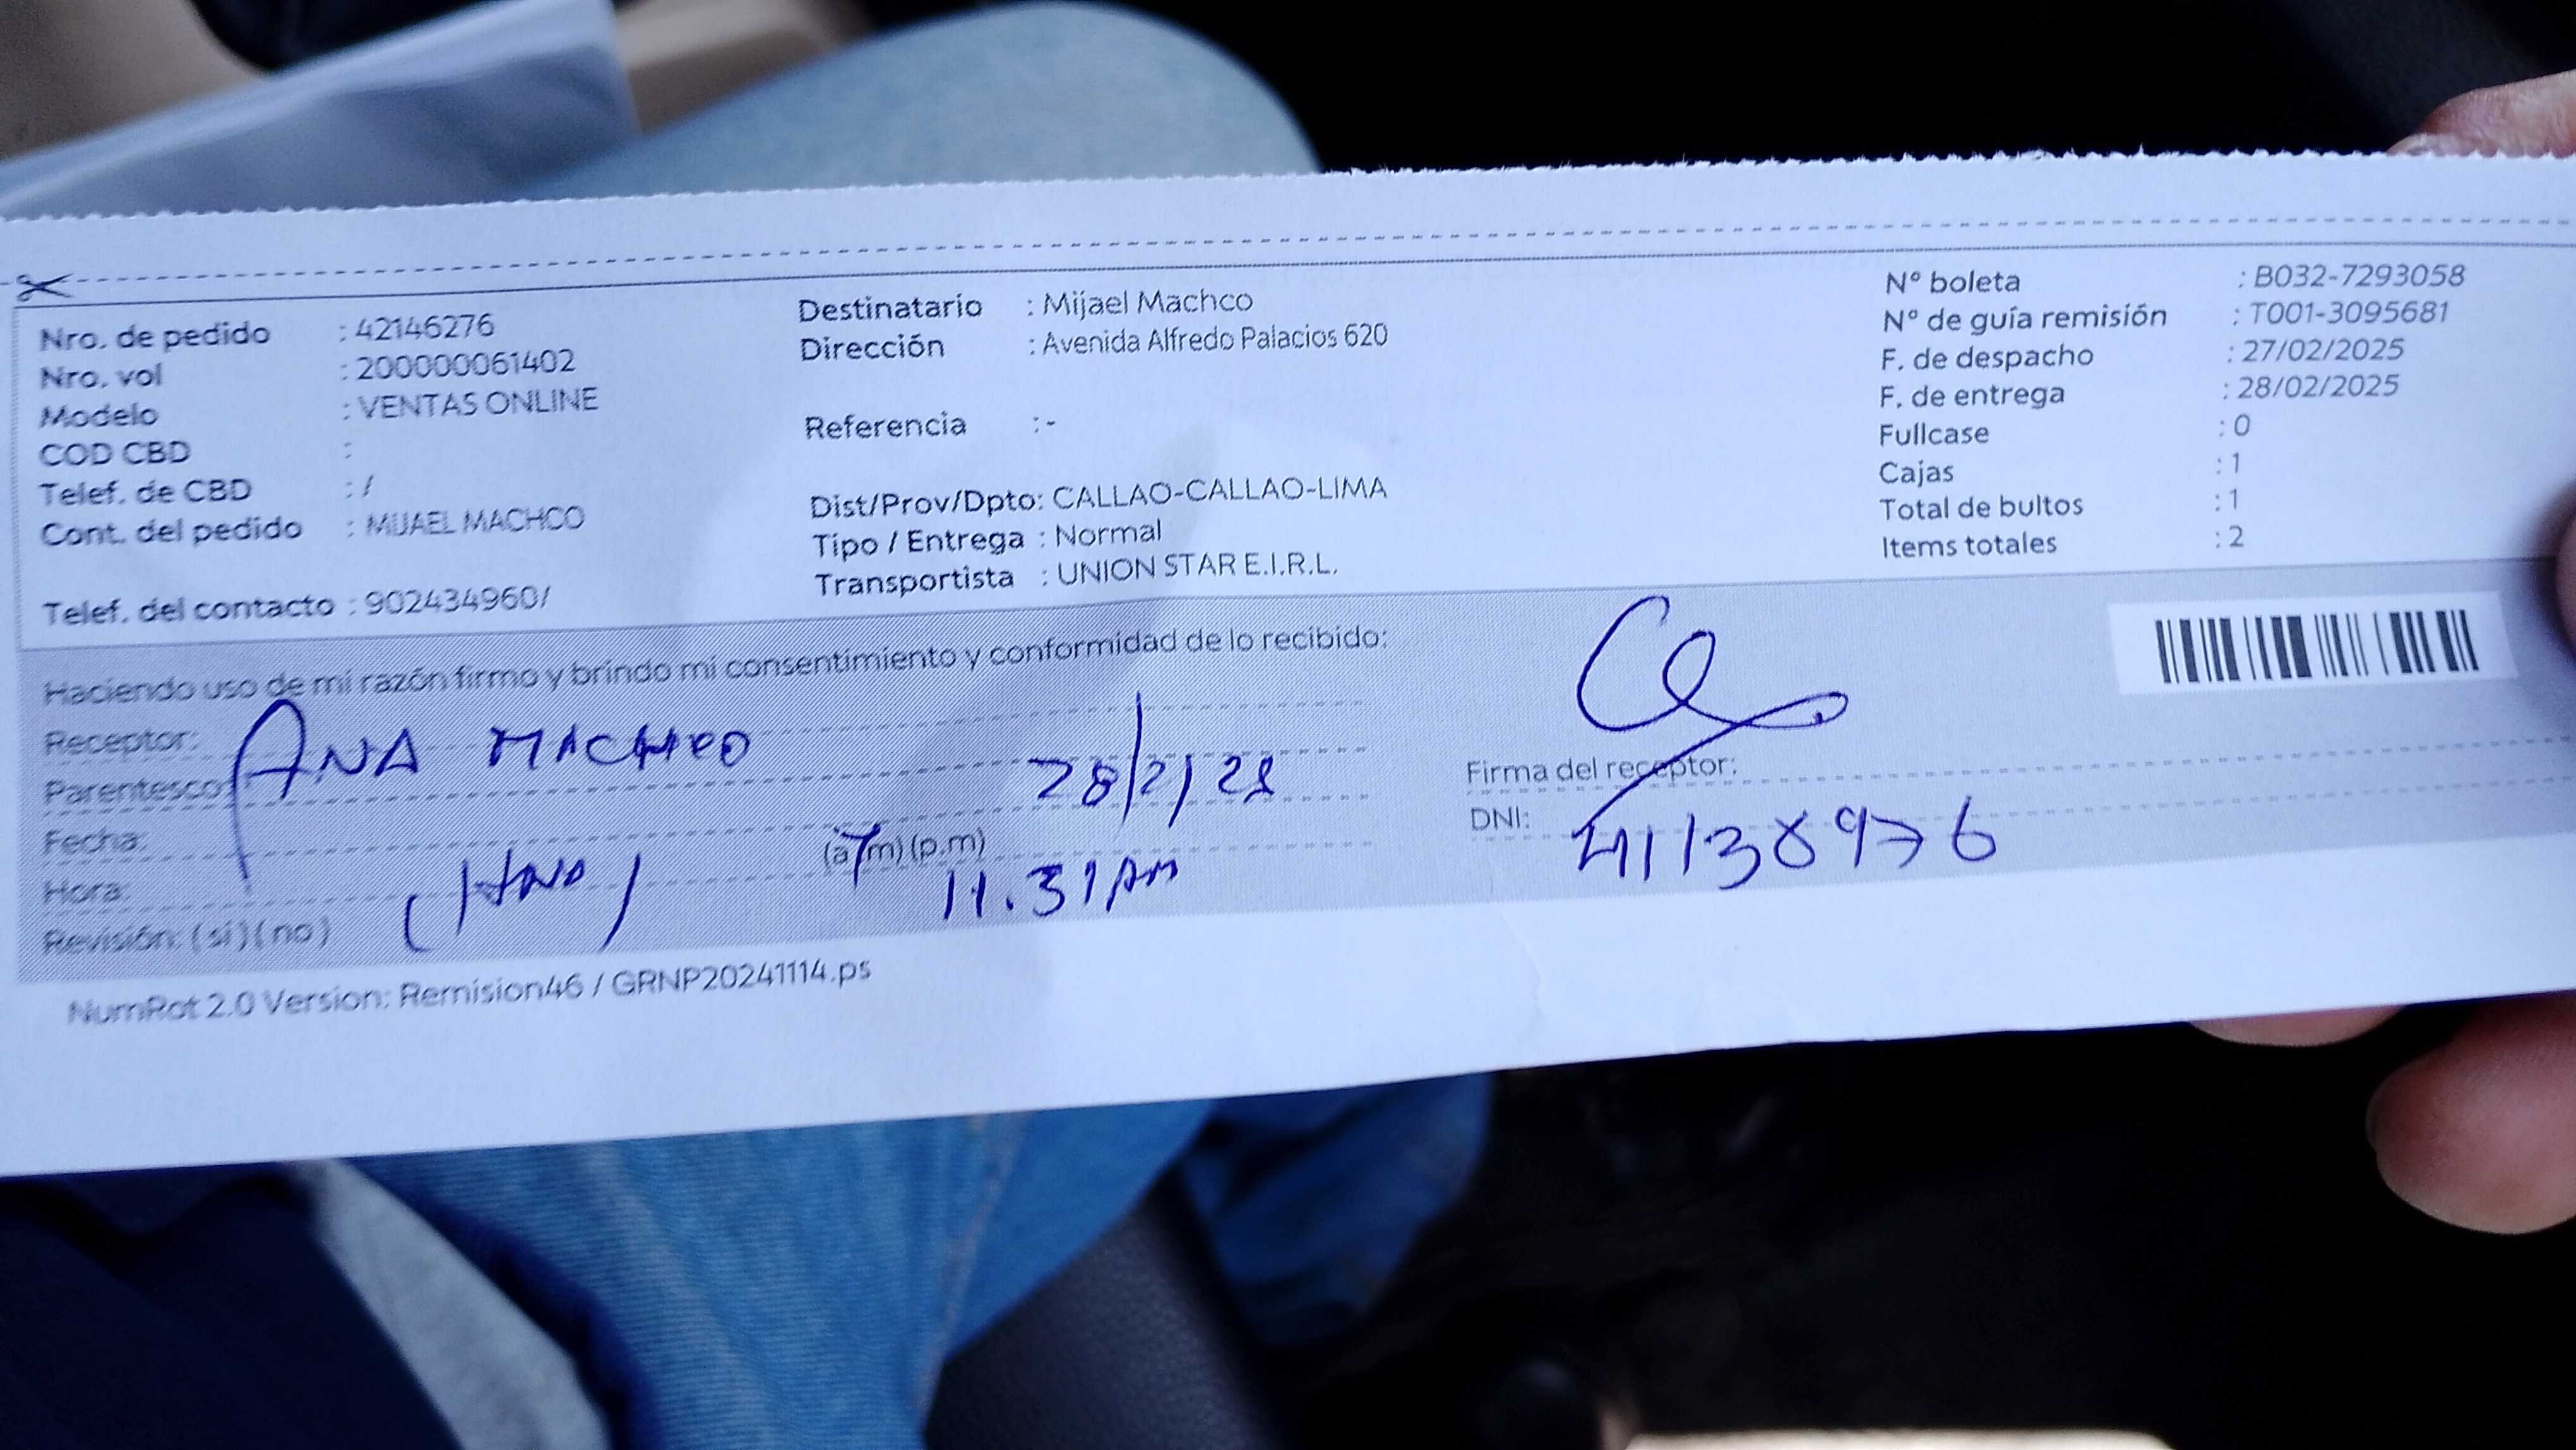 Nro. de pedido : 42146276
Nro. vol : 200000061402
Modelo : VENTAS ONLINE
COD CBD :
Telef. de CBD : /
Cont. del pedido : MIJAEL MACHCO
Telef. del contacto : 902434960/
Destinatario : Mijael Machco
Dirección : Avenida Alfredo Palacios 620
Referencia : -
Dist/Prov/Dpto: CALLAO-CALLAO-LIMA
Tipo / Entrega : Normal
Transportista : UNION STAR E.I.R.L.
N° boleta : B032-7293058
N° de guía remisión : T001-3095681
F. de despacho : 27/02/2025
F. de entrega : 28/02/2025
Fullcase : 0
Cajas : 1
Total de bultos : 1
Items totales : 2
Haciendo uso de mi razón firmo y brindo mi consentimiento y conformidad de lo recibido:
Receptor: ANA MACHCO
Parentesco:
28/2/25
Fecha:
Hora: (a.m) (p.m)
11.31 AM
Revisión: (si) (no)
Firma del receptor:
DNI: 41138976
NumRot 2.0 Version: Remision46 / GRNP20241114.ps